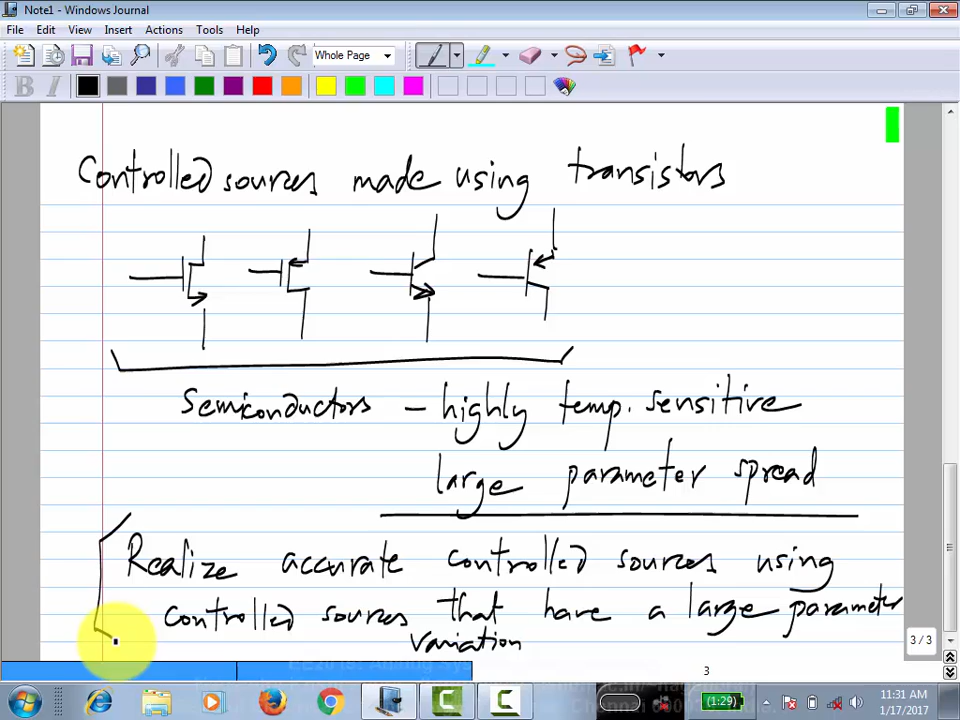 Note1 - Windows Journal
File Edit View Insert Actions Tools Help
Whole Page
B I
Controlled sources made using transistors
Semiconductors - highly temp. sensitive
large parameter spread
Realize accurate controlled sources using
controlled sources that have a large parameter
variation
3 / 3
3
(1:29)
11:31 AM
1/17/2017